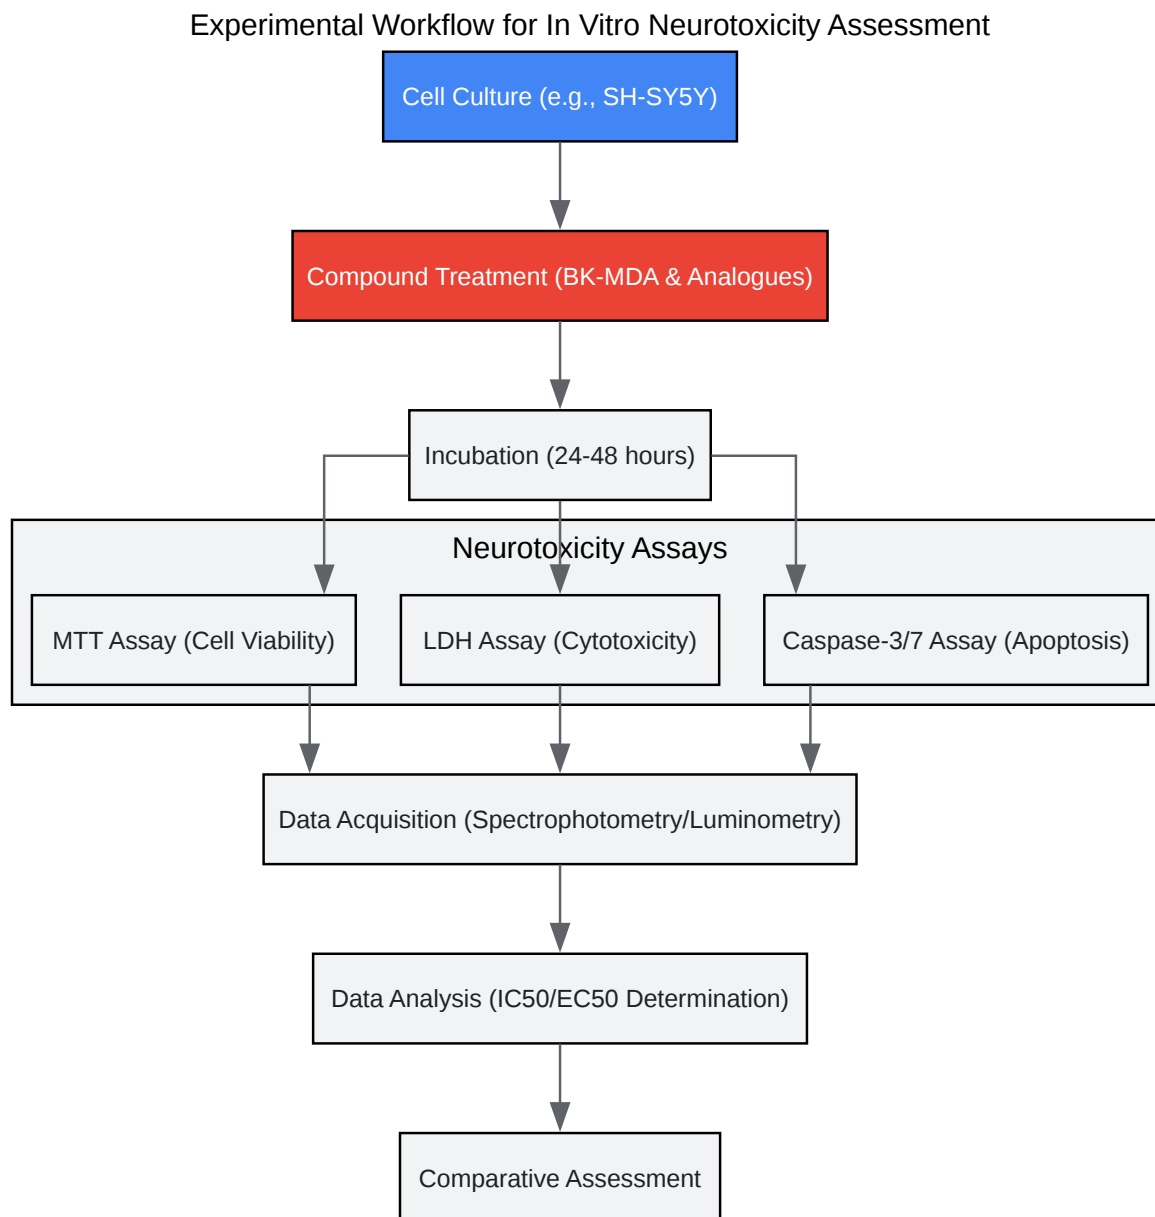 Experimental Workflow for In Vitro Neurotoxicity Assessment
Cell Culture (e.g., SH-SY5Y)
Compound Treatment (BK-MDA & Analogues)
Incubation (24-48 hours)
Neurotoxicity Assays
MTT Assay (Cell Viability)
LDH Assay (Cytotoxicity)
Caspase-3/7 Assay (Apoptosis)
Data Acquisition (Spectrophotometry/Luminometry)
Data Analysis (IC50/EC50 Determination)
Comparative Assessment